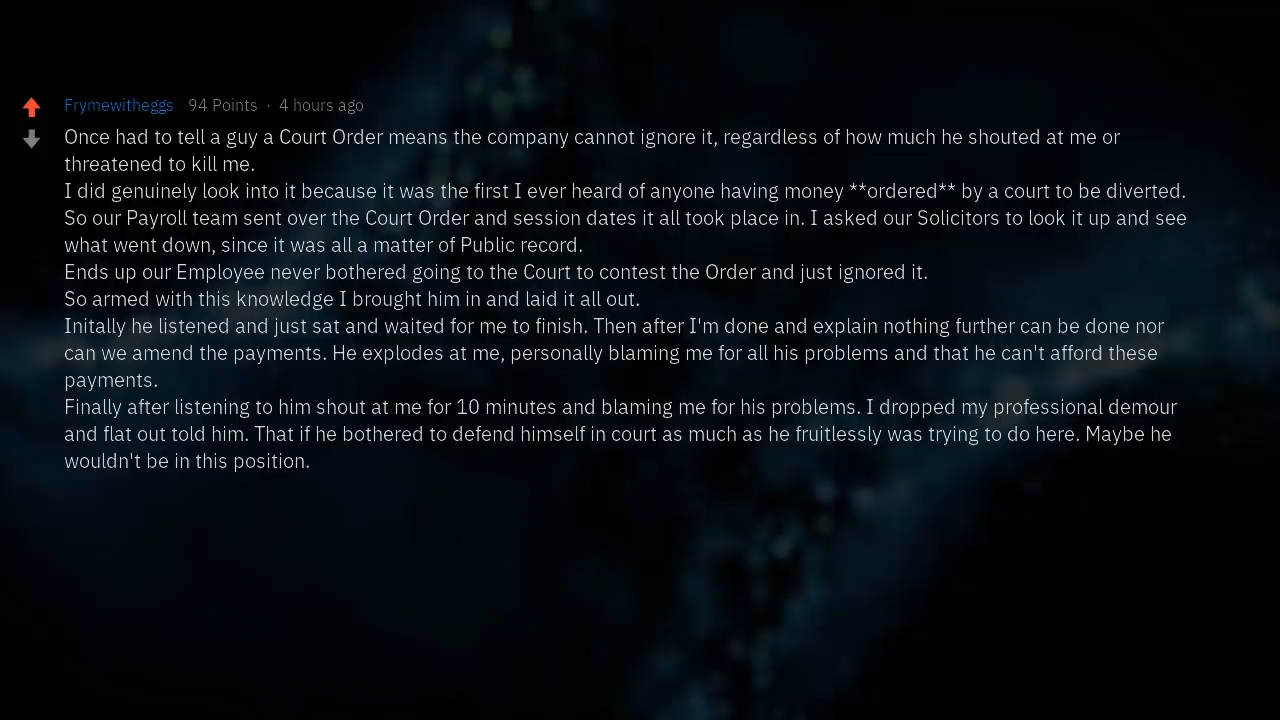 Frymewitheggs 94 Points · 4 hours ago
Once had to tell a guy a Court Order means the company cannot ignore it, regardless of how much he shouted at me or
threatened to kill me.
I did genuinely look into it because it was the first I ever heard of anyone having money **ordered** by a court to be diverted.
So our Payroll team sent over the Court Order and session dates it all took place in. I asked our Solicitors to look it up and see
what went down, since it was all a matter of Public record.
Ends up our Employee never bothered going to the Court to contest the Order and just ignored it.
So armed with this knowledge I brought him in and laid it all out.
Initally he listened and just sat and waited for me to finish. Then after I'm done and explain nothing further can be done nor
can we amend the payments. He explodes at me, personally blaming me for all his problems and that he can't afford these
payments.
Finally after listening to him shout at me for 10 minutes and blaming me for his problems. I dropped my professional demour
and flat out told him. That if he bothered to defend himself in court as much as he fruitlessly was trying to do here. Maybe he
wouldn't be in this position.